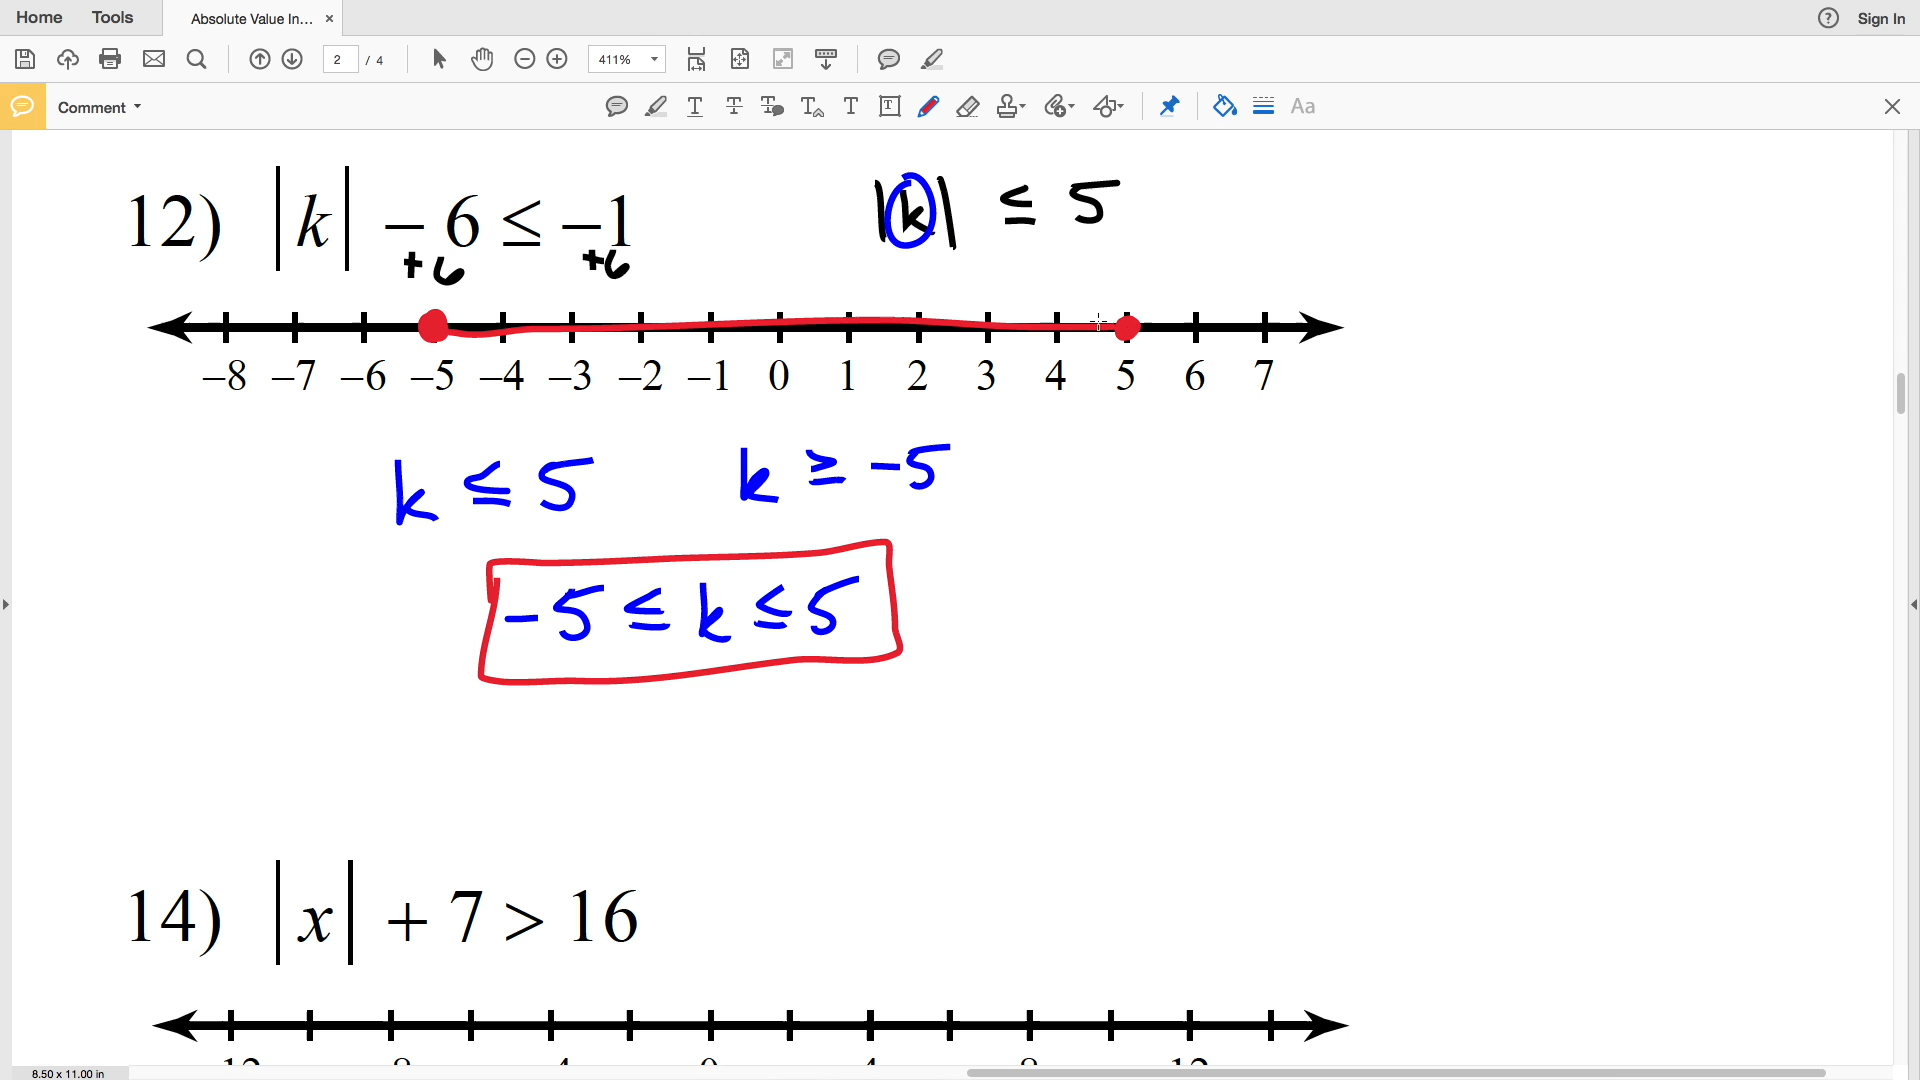 Home Tools Absolute Value In... × ? Sign In
2 / 4 411%
Comment T T T T T T Aa
12) |k| – 6 ≤ –1 |k| ≤ 5
+6 +6
–8 –7 –6 –5 –4 –3 –2 –1 0 1 2 3 4 5 6 7
k ≤ 5 k ≥ -5
-5 ≤ k ≤ 5
14) |x| + 7 > 16
8.50 x 11.00 in